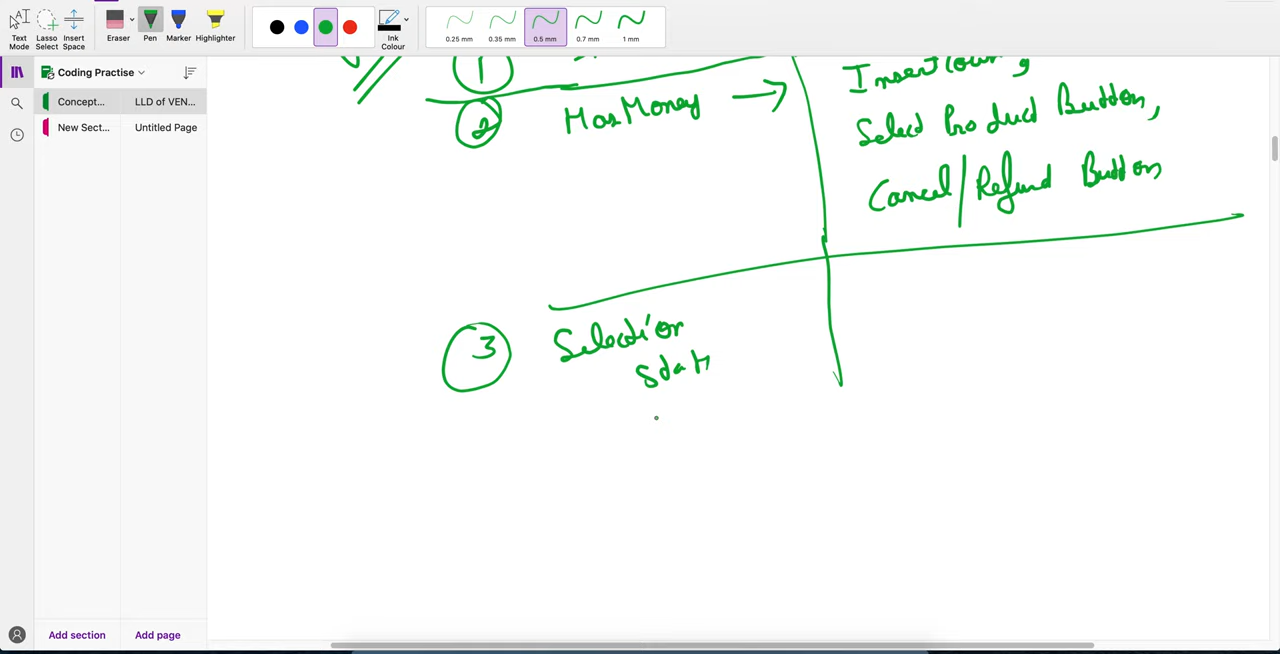 Text
Mode
Lasso
Select
Insert
Space
Eraser
Pen
Marker
Highlighter
Ink
Colour
0.25 mm
0.35 mm
0.5 mm
0.7 mm
1 mm
Coding Practise
Concept...
LLD of VEN...
New Sect...
Untitled Page
1
2
HasMoney →
Select Product Button,
Cancel/Refund Button
3
Selection
State
Add section
Add page